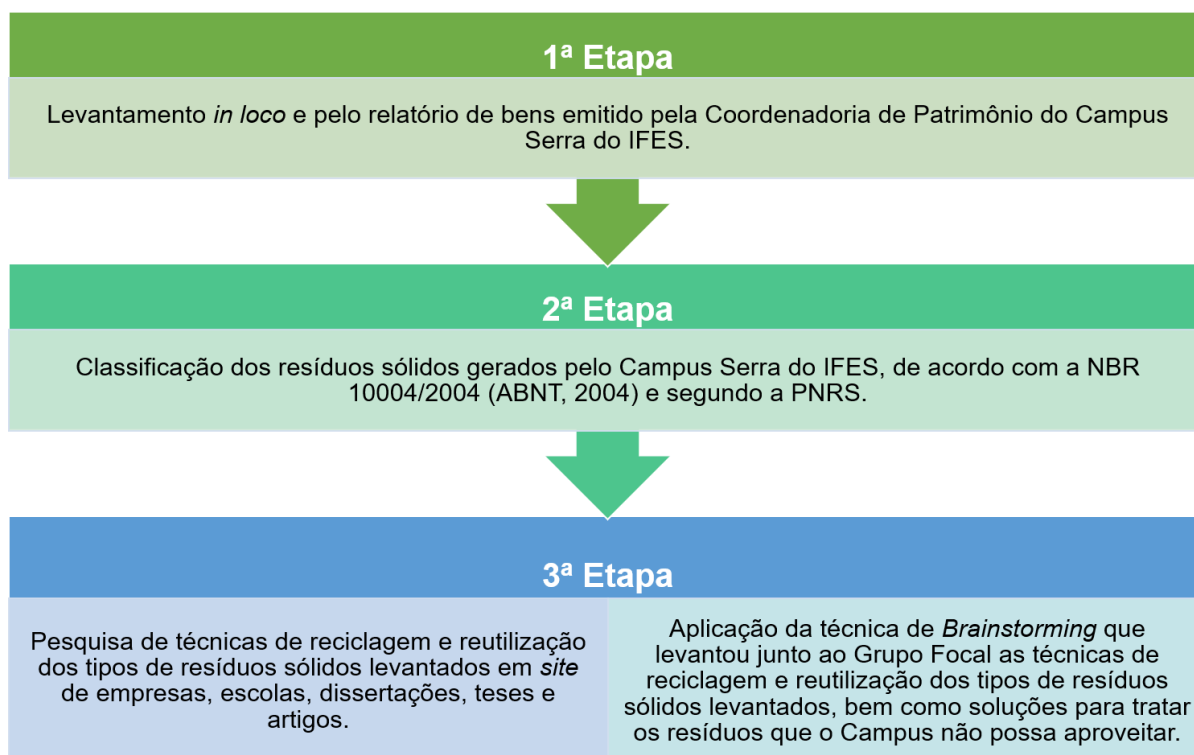 1ª Etapa
Levantamento in loco e pelo relatório de bens emitido pela Coordenadoria de Patrimônio do Campus
Serra do IFES.
2ª Etapa
Classificação dos resíduos sólidos gerados pelo Campus Serra do IFES, de acordo com a NBR
10004/2004 (ABNT, 2004) e segundo a PNRS.
3ª Etapa
Pesquisa de técnicas de reciclagem e reutilização
dos tipos de resíduos sólidos levantados em site
de empresas, escolas, dissertações, teses e
artigos.
Aplicação da técnica de Brainstorming que
levantou junto ao Grupo Focal as técnicas de
reciclagem e reutilização dos tipos de resíduos
sólidos levantados, bem como soluções para tratar
os resíduos que o Campus não possa aproveitar.